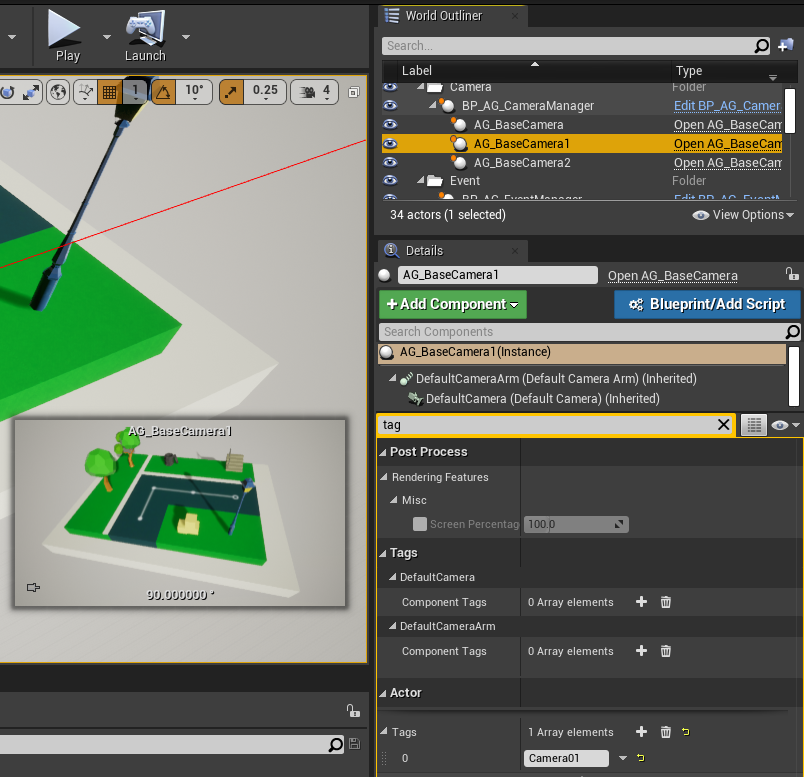 World Outliner
Play
Launch
Search...
Label
Type
1
10°
0.25
4
Camera
Folder
BP_AG_CameraManager
Edit BP_AG_Camer
AG_BaseCamera
Open AG_BaseCam
AG_BaseCamera1
Open AG_BaseCam
AG_BaseCamera2
Open AG_BaseCam
Event
Folder
BP_AG_EventManager
Edit BP_AG_EventM
34 actors (1 selected)
View Options
Details
AG_BaseCamera1
Open AG_BaseCamera
+Add Component
Blueprint/Add Script
Search Components
AG_BaseCamera1(Instance)
DefaultCameraArm (Default Camera Arm) (Inherited)
DefaultCamera (Default Camera) (Inherited)
tag
AG_BaseCamera1
90.000000 °
Post Process
Rendering Features
Misc
Screen Percentag
100.0
Tags
DefaultCamera
Component Tags
0 Array elements
DefaultCameraArm
Component Tags
0 Array elements
Actor
Tags
1 Array elements
0
Camera01